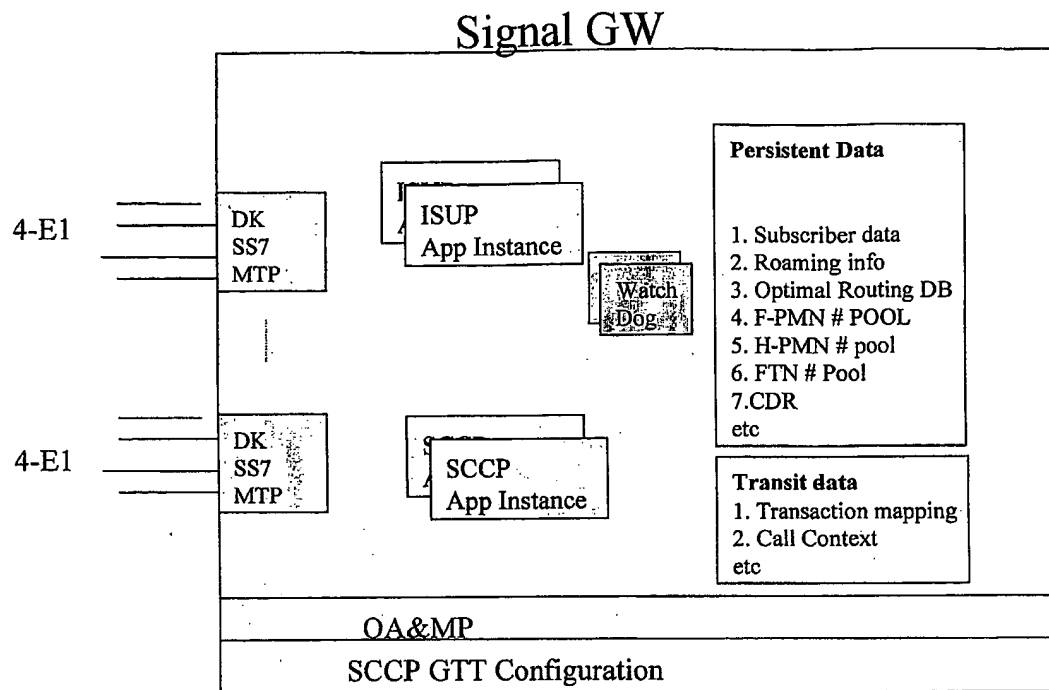 Signal GW
4-E1
DK
SS7
MTP
ISUP
App Instance
Watch
Dog
Persistent Data
1. Subscriber data
2. Roaming info
3. Optimal Routing DB
4. F-PMN # POOL
5. H-PMN # pool
6. FTN # Pool
7.CDR
etc
4-E1
DK
SS7
MTP
SCCP
App Instance
Transit data
1. Transaction mapping
2. Call Context
etc
OA&MP
SCCP GTT Configuration